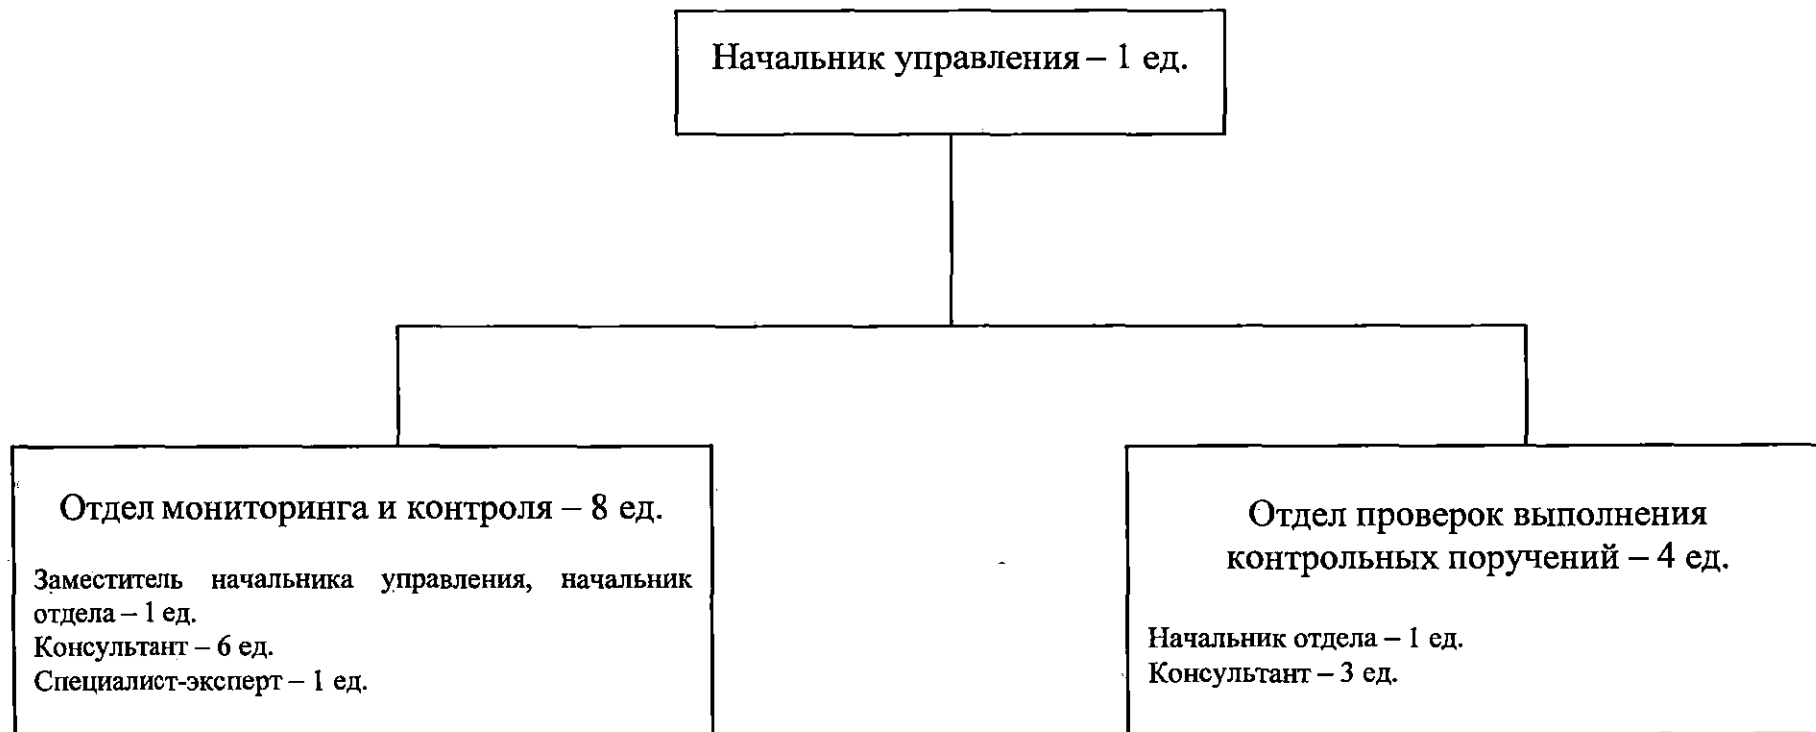 Начальник управления – 1 ед.
Отдел мониторинга и контроля – 8 ед.
Заместитель начальника управления, начальник
отдела – 1 ед.
Консультант – 6 ед.
Специалист-эксперт – 1 ед.
Отдел проверок выполнения
контрольных поручений – 4 ед.
Начальник отдела – 1 ед.
Консультант – 3 ед.